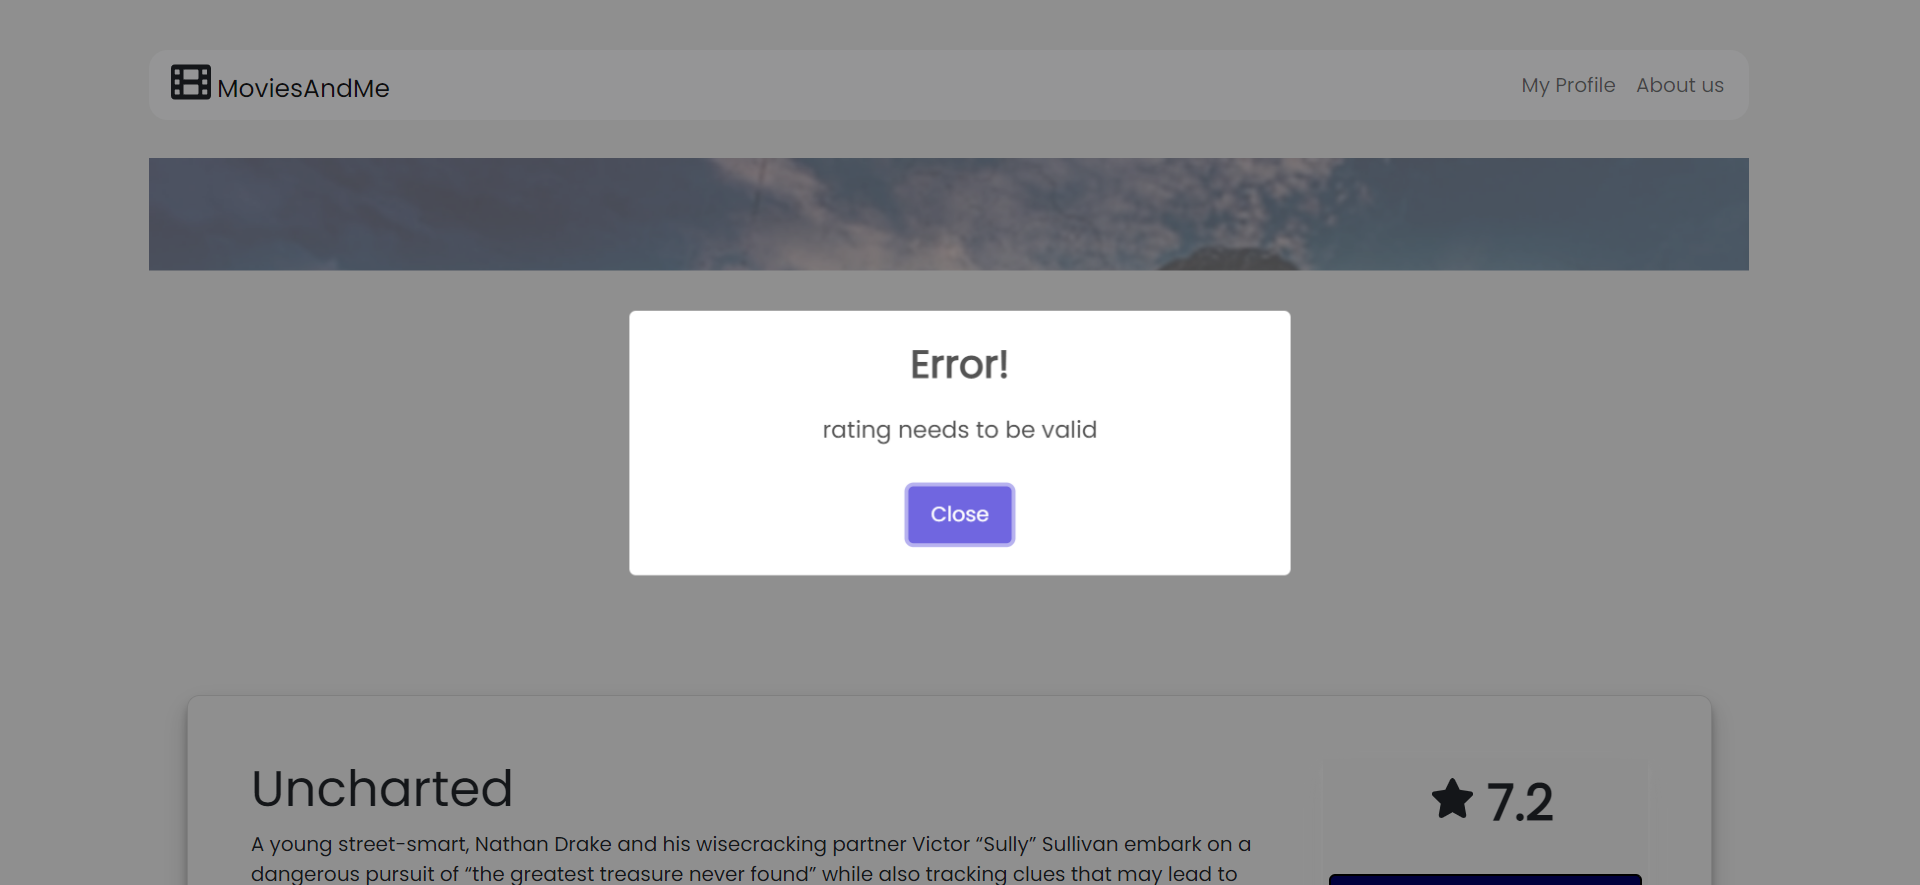 MoviesAndMe
My Profile
About us
Error!
rating needs to be valid
Close
Uncharted
7.2
A young street-smart, Nathan Drake and his wisecracking partner Victor “Sully” Sullivan embark on a
dangerous pursuit of “the greatest treasure never found” while also tracking clues that may lead to